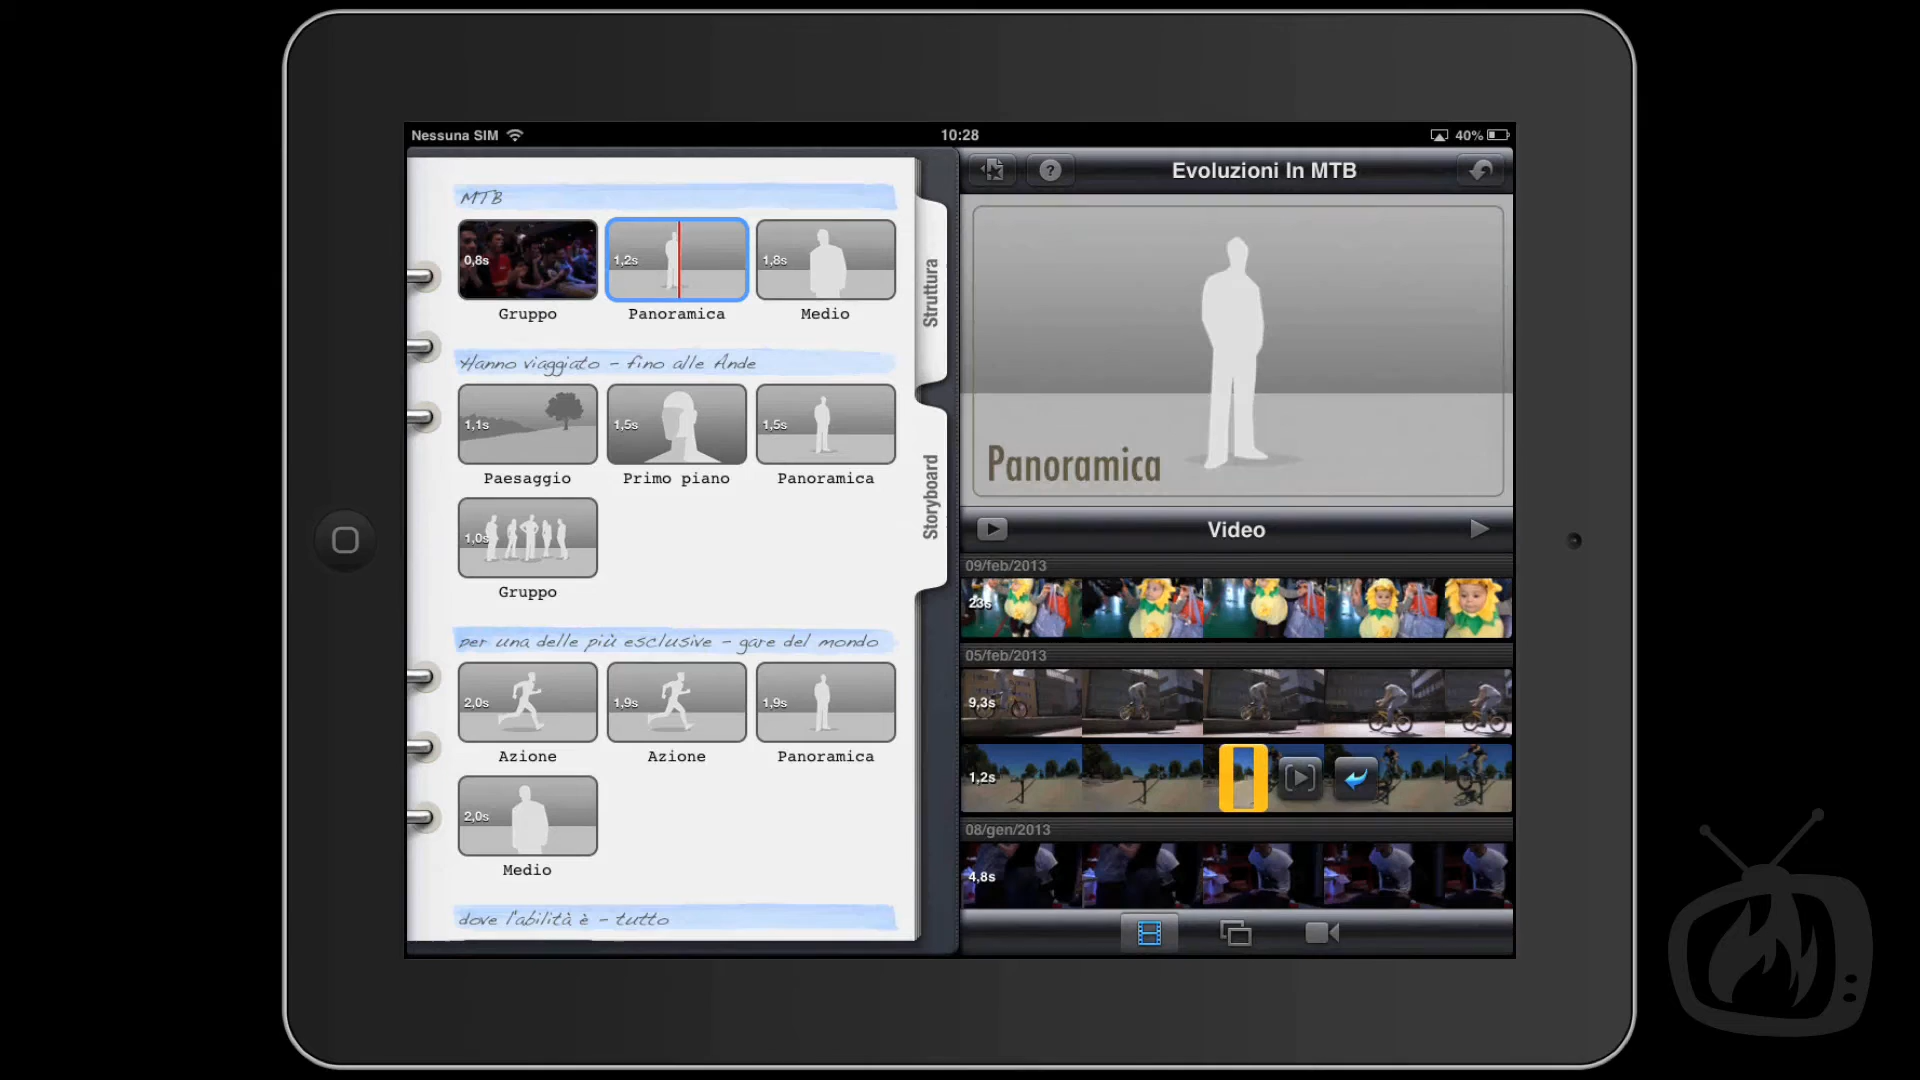 Nessuna SIM
10:28
40%
MTB
0,8s
1,2s
1,8s
Gruppo
Panoramica
Medio
Hanno viaggiato - fino alle Ande
1,1s
1,5s
1,5s
Paesaggio
Primo piano
Panoramica
1,0s
Gruppo
per una delle più esclusive - gare del mondo
2,0s
1,9s
1,9s
Azione
Azione
Panoramica
2,0s
Medio
dove l'abilità è - tutto
Struttura
Storyboard
?
Evoluzioni In MTB
Panoramica
Video
09/feb/2013
23s
05/feb/2013
9,3s
1,2s
08/gen/2013
4,8s